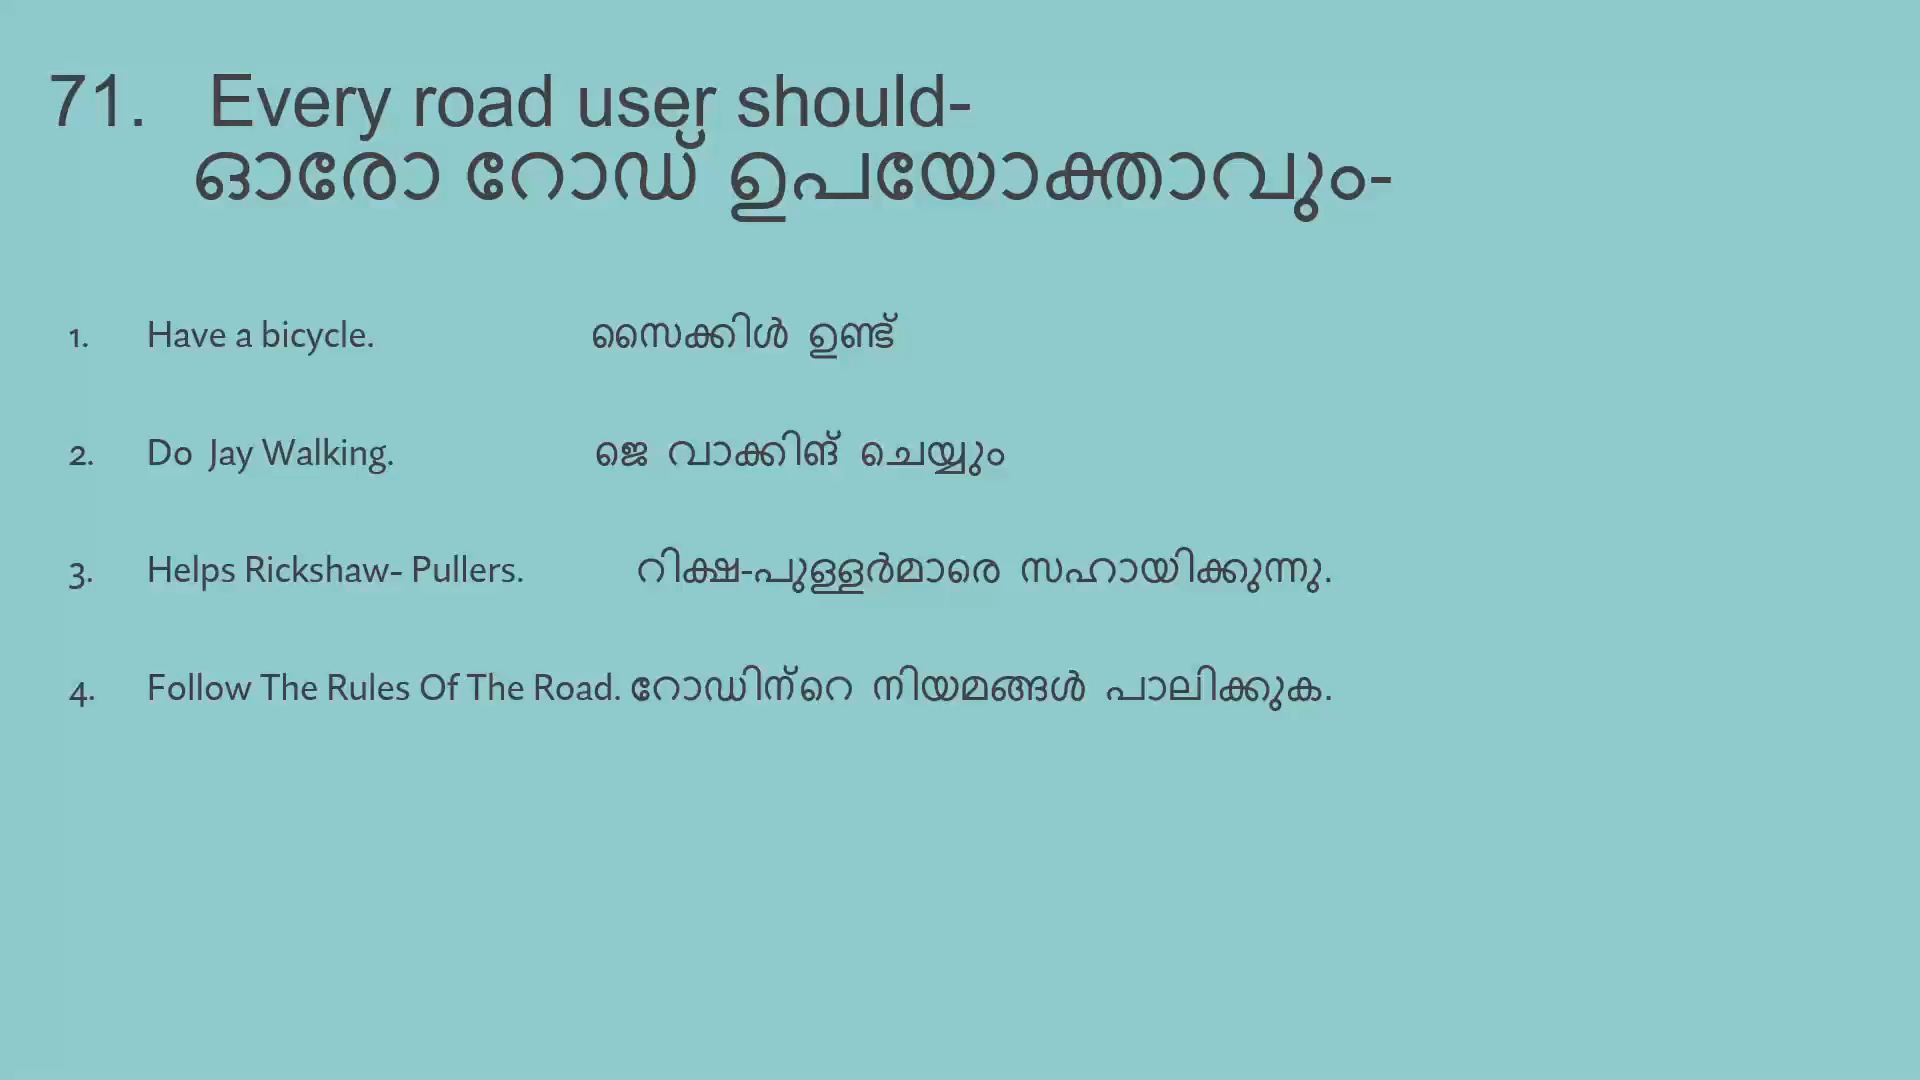 71. Every road user should-
ഓരോ റോഡ് ഉപയോക്താവും-
1. Have a bicycle. സൈക്കിൾ ഉണ്ട്
2. Do Jay Walking. ജെ വാക്കിങ് ചെയ്യും
3. Helps Rickshaw- Pullers. റിക്ഷ-പുള്ളർമാരെ സഹായിക്കുന്നു.
4. Follow The Rules Of The Road. റോഡിന്റെ നിയമങ്ങൾ പാലിക്കുക.